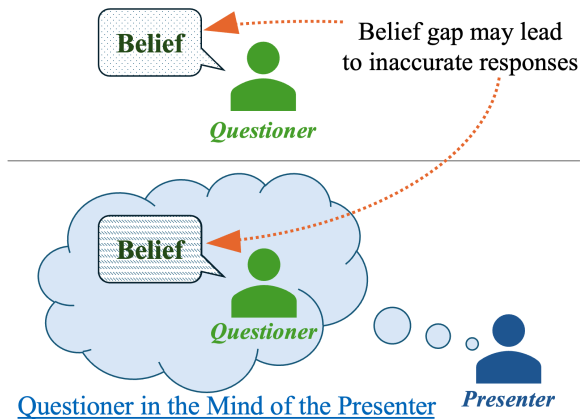 Belief
Belief gap may lead
to inaccurate responses
Questioner
Belief
Questioner
Questioner in the Mind of the Presenter
Presenter